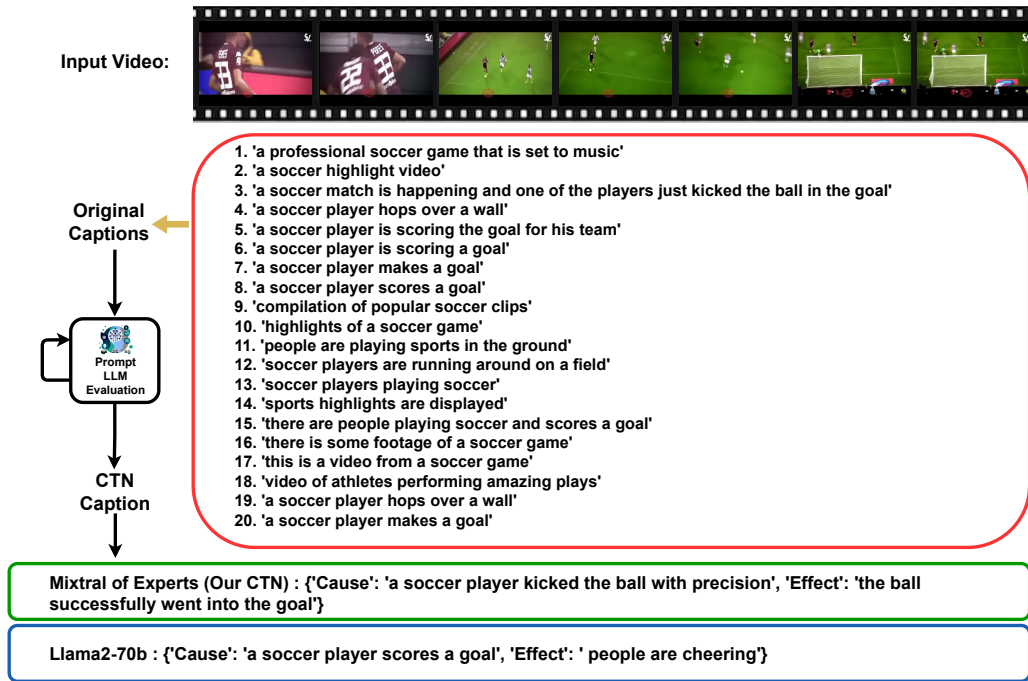 Input Video:
PIRES
1. 'a professional soccer game that is set to music'
2. 'a soccer highlight video'
3. 'a soccer match is happening and one of the players just kicked the ball in the goal'
4. 'a soccer player hops over a wall'
5. 'a soccer player is scoring the goal for his team'
6. 'a soccer player is scoring a goal'
7. 'a soccer player makes a goal'
8. 'a soccer player scores a goal'
9. 'compilation of popular soccer clips'
10. 'highlights of a soccer game'
11. 'people are playing sports in the ground'
12. 'soccer players are running around on a field'
13. 'soccer players playing soccer'
14. 'sports highlights are displayed'
15. 'there are people playing soccer and scores a goal'
16. 'there is some footage of a soccer game'
17. 'this is a video from a soccer game'
18. 'video of athletes performing amazing plays'
19. 'a soccer player hops over a wall'
20. 'a soccer player makes a goal'
Original
Captions
Prompt
LLM
Evaluation
CTN
Caption
Mixtral of Experts (Our CTN) : {'Cause': 'a soccer player kicked the ball with precision', 'Effect': 'the ball
successfully went into the goal'}
Llama2-70b : {'Cause': 'a soccer player scores a goal', 'Effect': ' people are cheering'}